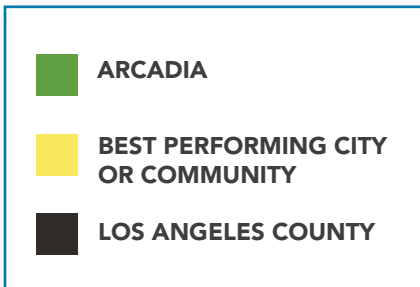 ARCADIA
BEST PERFORMING CITY
OR COMMUNITY
LOS ANGELES COUNTY